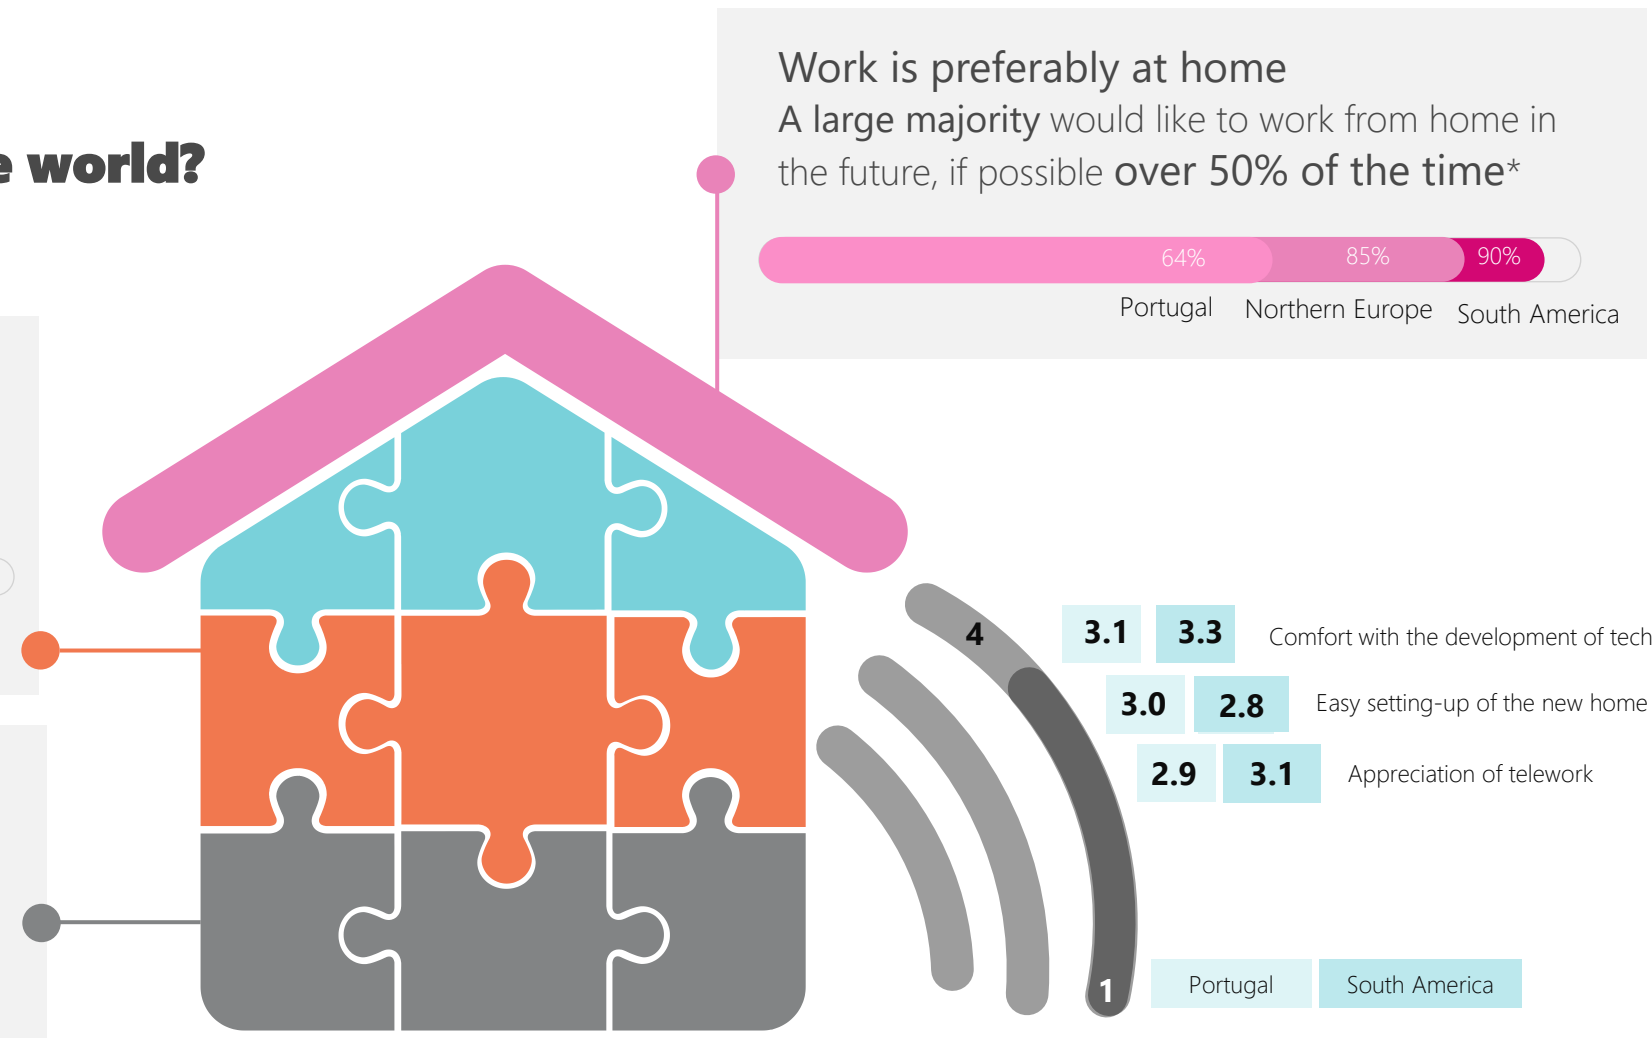 e world?
Work is preferably at home
A large majority would like to work from home in
the future, if possible over 50% of the time*
64% 85% 90%
Portugal Northern Europe South America
4
3.1 3.3 Comfort with the development of tech
3.0 2.8 Easy setting-up of the new home
2.9 3.1 Appreciation of telework
1
Portugal South America